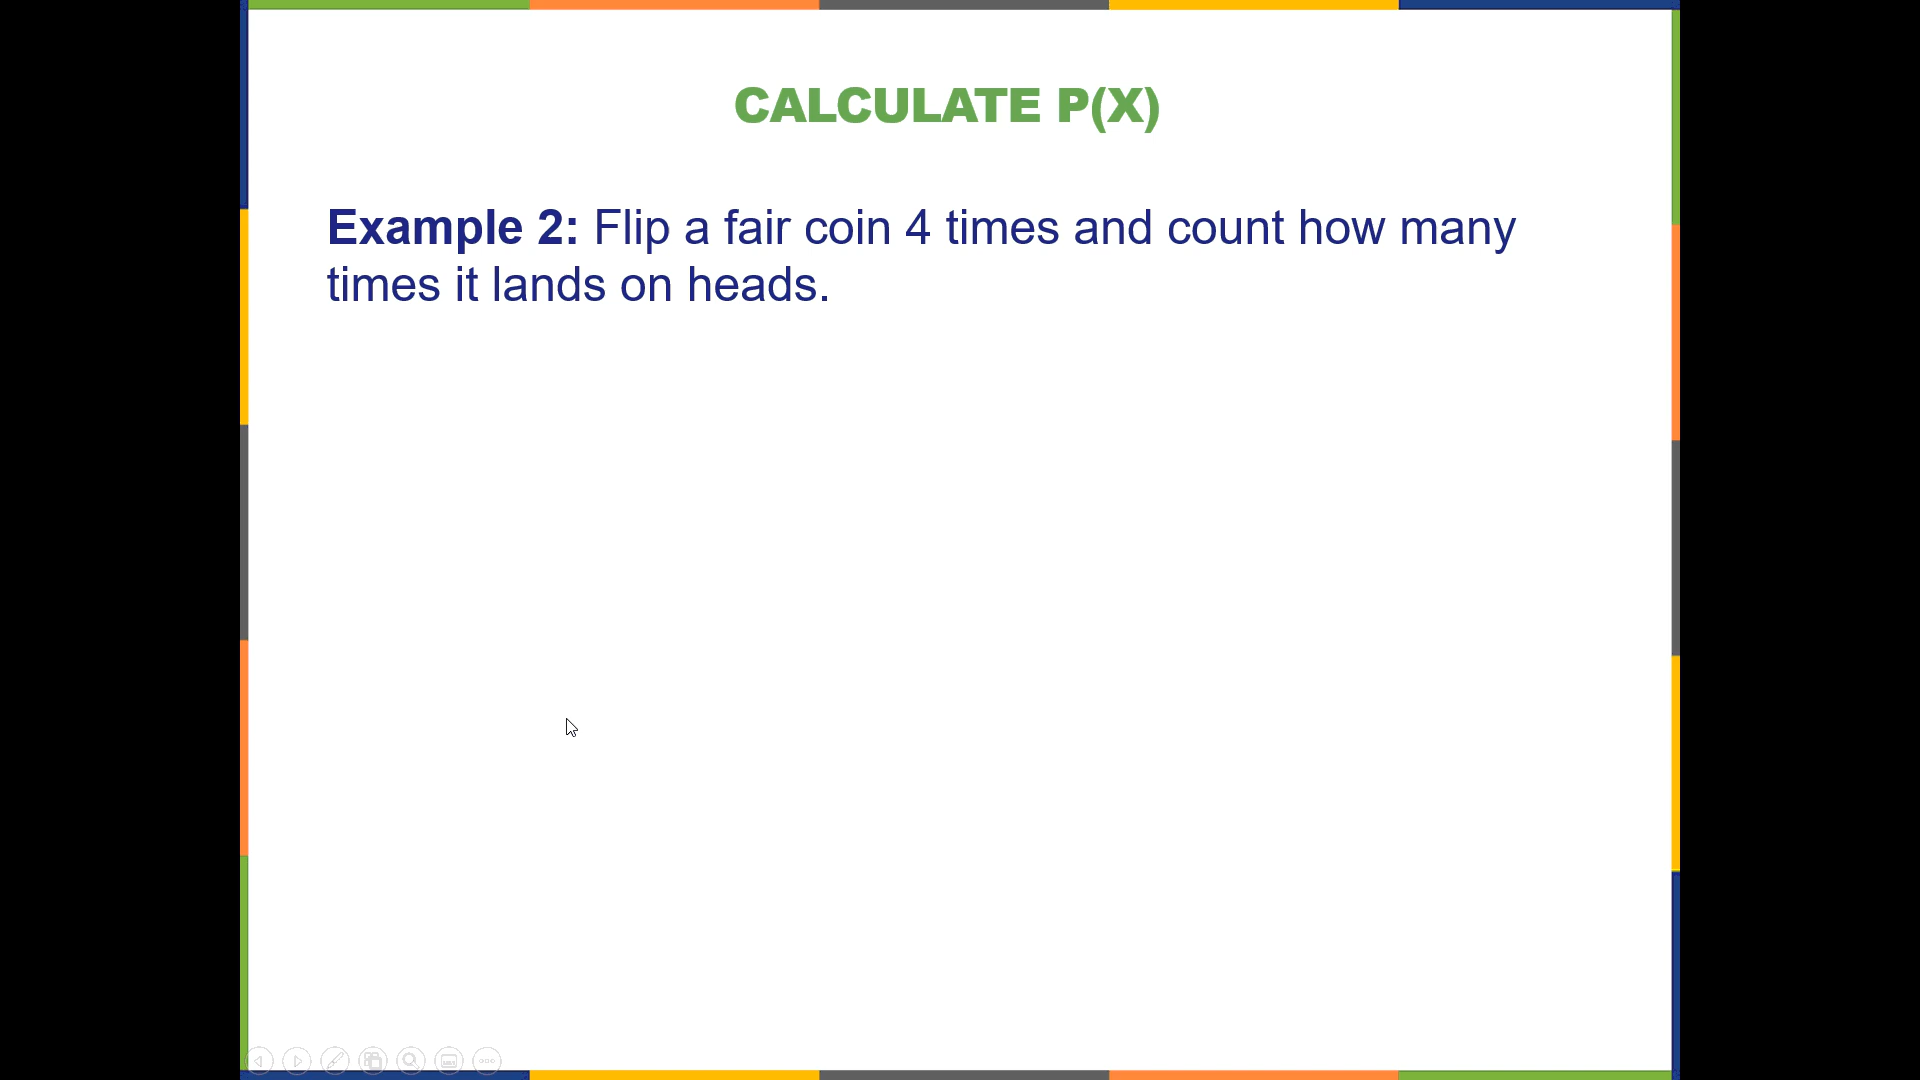 CALCULATE P(X)
Example 2: Flip a fair coin 4 times and count how many
times it lands on heads.